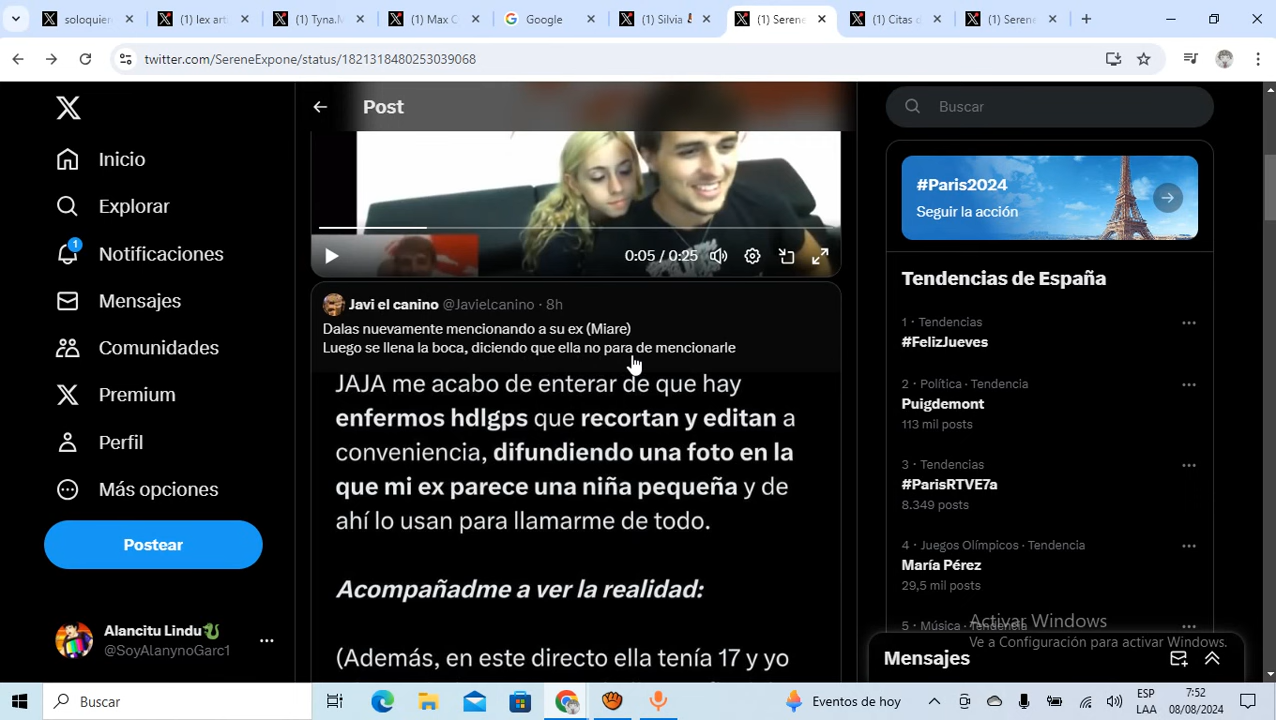 soloquiere
(1) lex art
(1) Tyna.M
(1) Max C
Google
(1) Silvia
(1) Serene
(1) Citas d
(1) Serene
twitter.com/SereneExpone/status/1821318480253039068
Post
Buscar
Inicio
Explorar
1
Notificaciones
Mensajes
Comunidades
Premium
Perfil
Más opciones
Postear
Alancitu Lindu
@SoyAlanynoGarc1
0:05 / 0:25
Javi el canino @Javielcanino · 8h
Dalas nuevamente mencionando a su ex (Miare)
Luego se llena la boca, diciendo que ella no para de mencionarle
JAJA me acabo de enterar de que hay
enfermos hdlgps que recortan y editan a
conveniencia, difundiendo una foto en la
que mi ex parece una niña pequeña y de
ahí lo usan para llamarme de todo.
Acompañadme a ver la realidad:
(Además, en este directo ella tenía 17 y yo
#Paris2024
Seguir la acción
Tendencias de España
1 · Tendencias
#FelizJueves
2 · Política · Tendencia
Puigdemont
113 mil posts
3 · Tendencias
#ParisRTVE7a
8.349 posts
4 · Juegos Olímpicos · Tendencia
María Pérez
29,5 mil posts
5 · Música · Tendencia
Activar Windows
Ve a Configuración para activar Windows.
Mensajes
Buscar
Eventos de hoy
ESP
LAA
7:52
08/08/2024